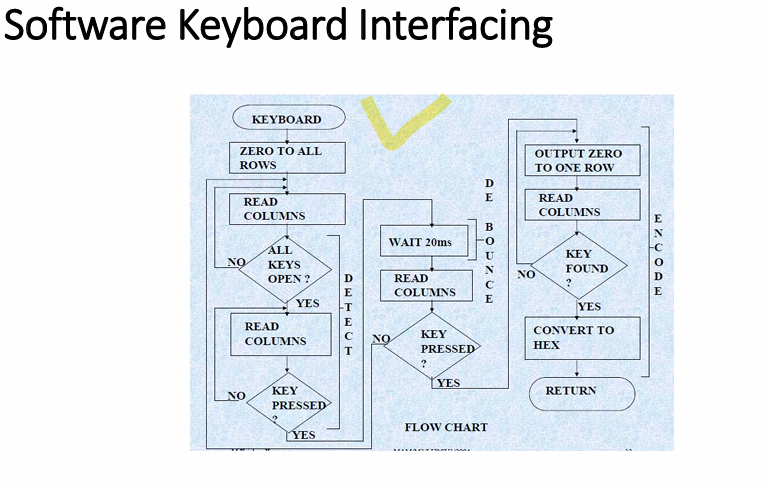 Software Keyboard Interfacing
KEYBOARD
ZERO TO ALL
ROWS
READ
COLUMNS
ALL
KEYS
OPEN ?
NO
YES
READ
COLUMNS
KEY
PRESSED
?
NO
YES
DETECT
WAIT 20ms
READ
COLUMNS
KEY
PRESSED
?
NO
YES
DE BOUNCE
OUTPUT ZERO
TO ONE ROW
READ
COLUMNS
KEY
FOUND
?
NO
YES
CONVERT TO
HEX
RETURN
ENCODE
FLOW CHART